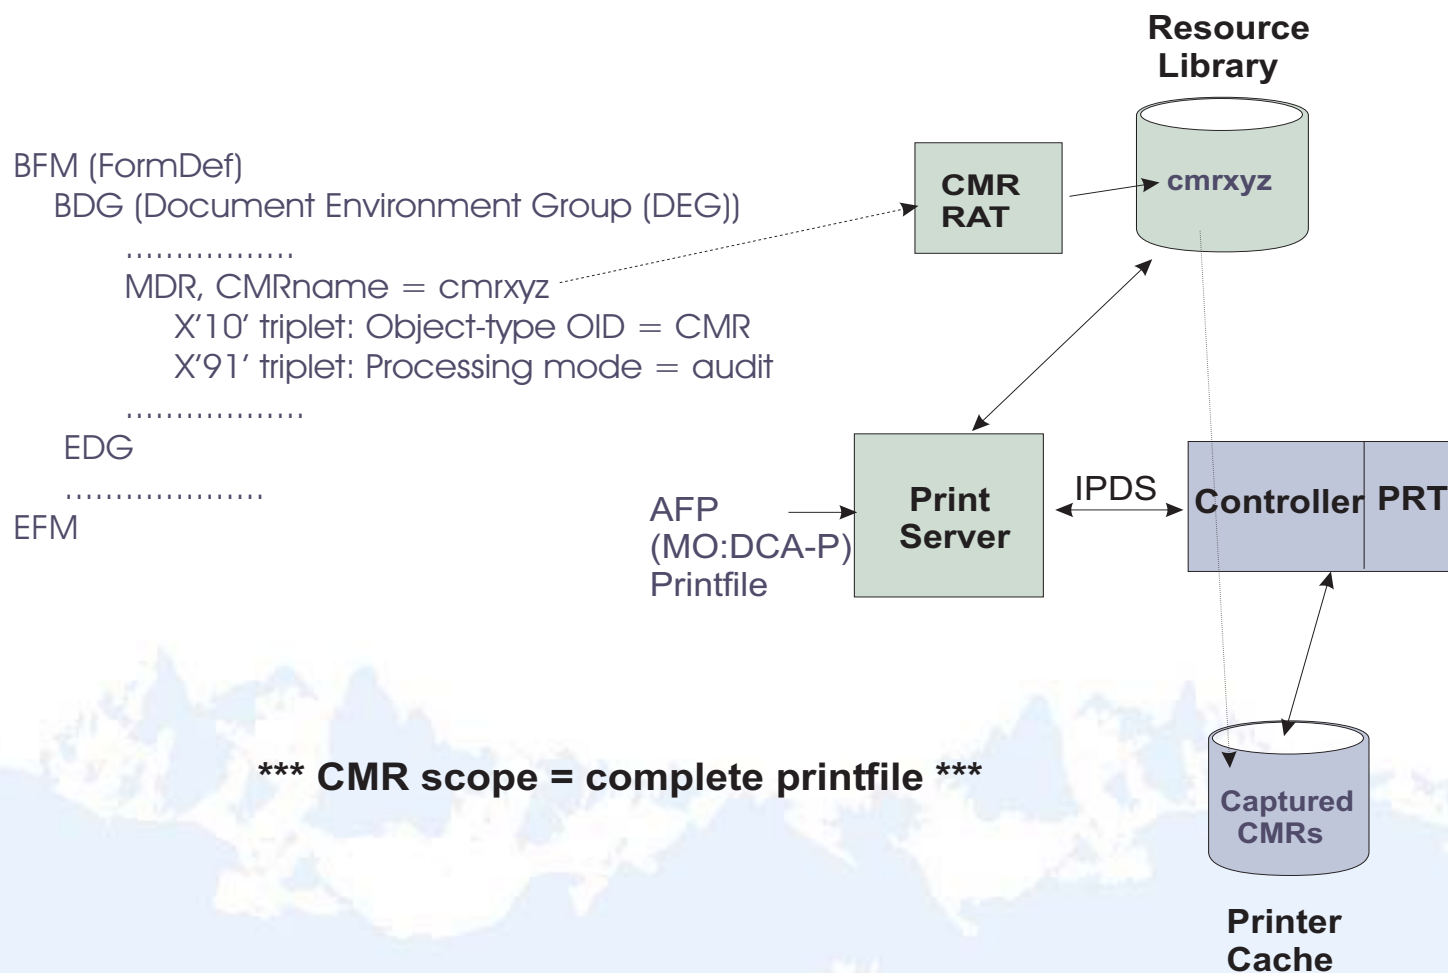 Resource
Library
BFM (FormDef)
BDG (Document Environment Group (DEG))
.................
MDR, CMRname = cmrxyz
X'10' triplet: Object-type OID = CMR
X'91' triplet: Processing mode = audit
..................
EDG
....................
EFM
CMR
RAT
cmrxyz
AFP
(MO:DCA-P)
Printfile
Print
Server
IPDS
Controller
PRT
*** CMR scope = complete printfile ***
Captured
CMRs
Printer
Cache